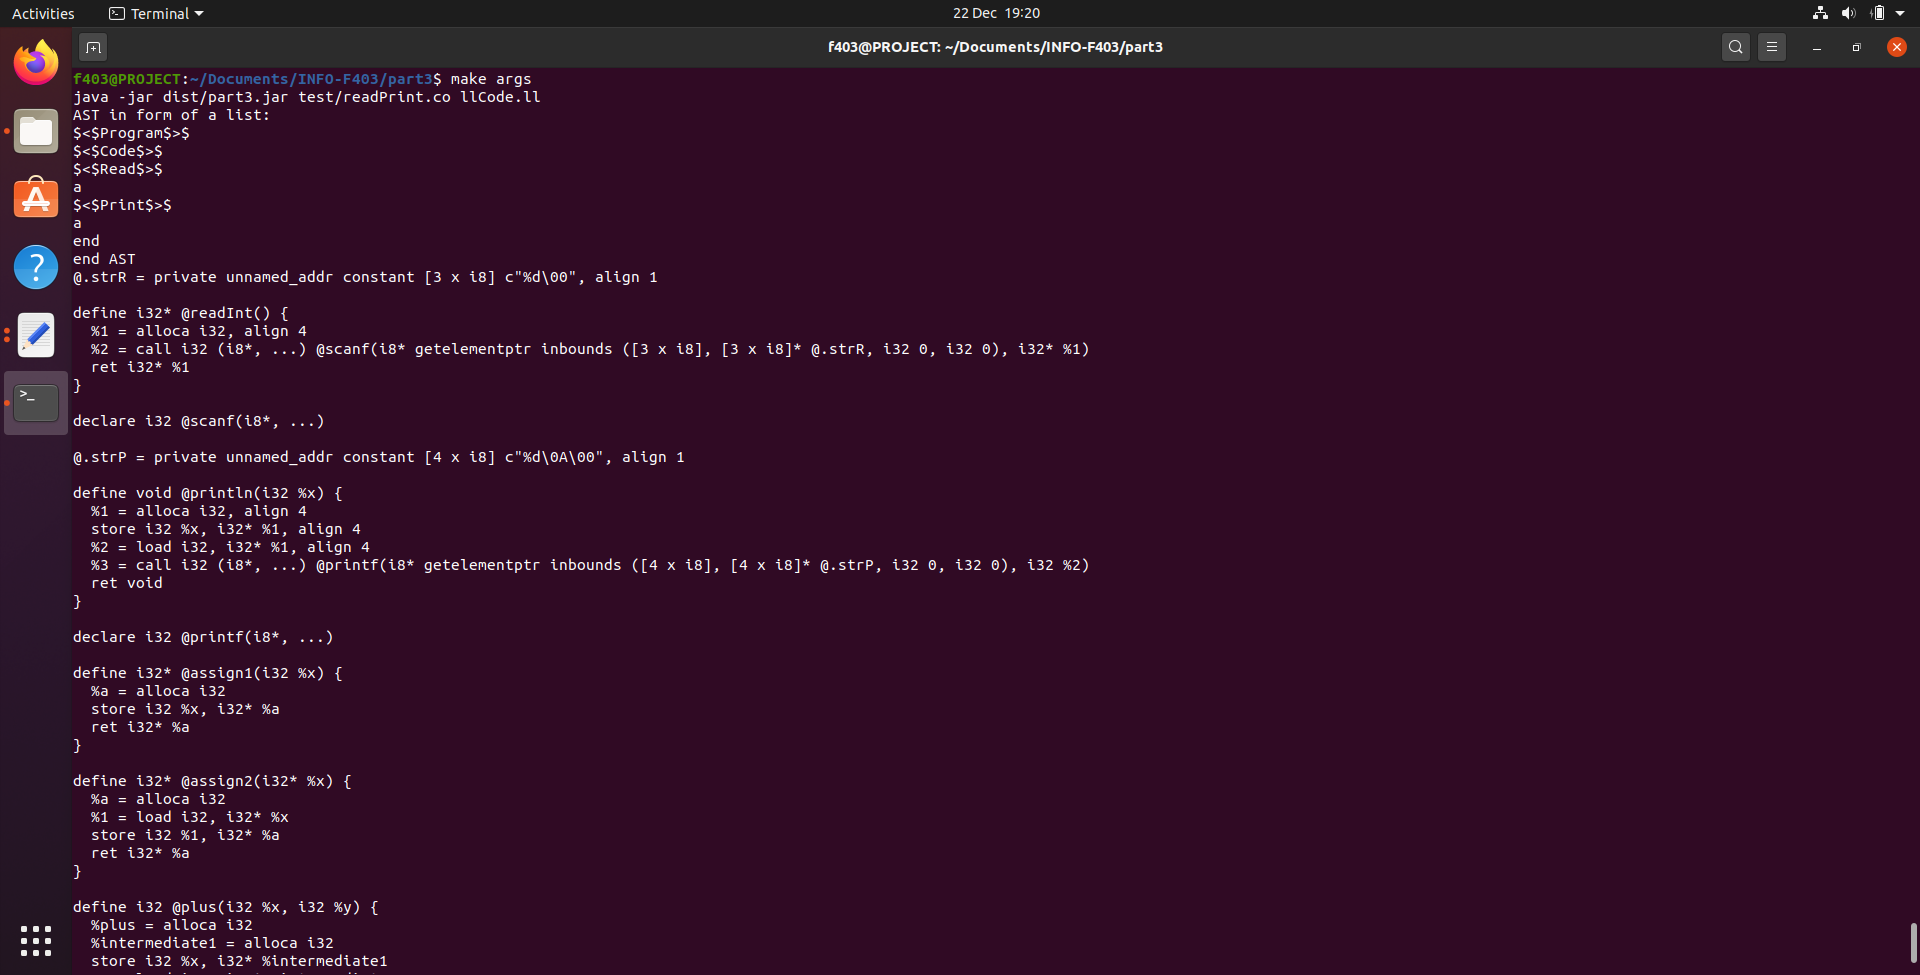 Activities
Terminal
22 Dec 19:20
f403@PROJECT: ~/Documents/INFO-F403/part3
f403@PROJECT:~/Documents/INFO-F403/part3$ make args
java -jar dist/part3.jar test/readPrint.co llCode.ll
AST in form of a list:
$<$Program$>$
$<$Code$>$
$<$Read$>$
a
$<$Print$>$
a
end
end AST
@.strR = private unnamed_addr constant [3 x i8] c"%d\00", align 1
define i32* @readInt() {
%1 = alloca i32, align 4
%2 = call i32 (i8*, ...) @scanf(i8* getelementptr inbounds ([3 x i8], [3 x i8]* @.strR, i32 0, i32 0), i32* %1)
ret i32* %1
}
declare i32 @scanf(i8*, ...)
@.strP = private unnamed_addr constant [4 x i8] c"%d\0A\00", align 1
define void @println(i32 %x) {
%1 = alloca i32, align 4
store i32 %x, i32* %1, align 4
%2 = load i32, i32* %1, align 4
%3 = call i32 (i8*, ...) @printf(i8* getelementptr inbounds ([4 x i8], [4 x i8]* @.strP, i32 0, i32 0), i32 %2)
ret void
}
declare i32 @printf(i8*, ...)
define i32* @assign1(i32 %x) {
%a = alloca i32
store i32 %x, i32* %a
ret i32* %a
}
define i32* @assign2(i32* %x) {
%a = alloca i32
%1 = load i32, i32* %x
store i32 %1, i32* %a
ret i32* %a
}
define i32 @plus(i32 %x, i32 %y) {
%plus = alloca i32
%intermediate1 = alloca i32
store i32 %x, i32* %intermediate1